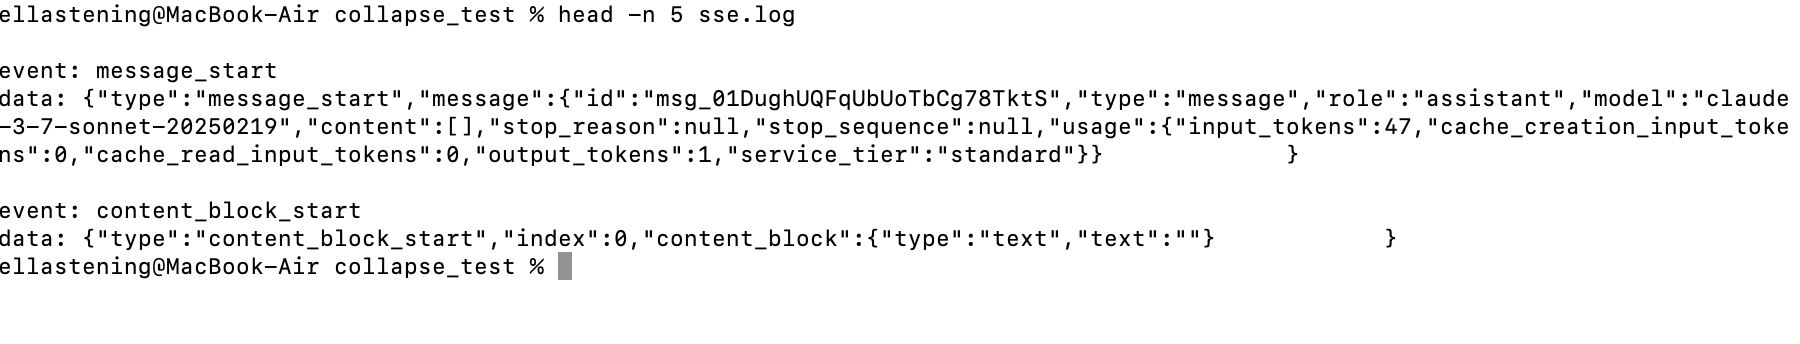 ellastening@MacBook-Air collapse_test % head -n 5 sse.log
event: message_start
data: {"type":"message_start","message":{"id":"msg_01DughUQFqUbUoTbCg78TktS","type":"message","role":"assistant","model":"claude
-3-7-sonnet-20250219","content":[],"stop_reason":null,"stop_sequence":null,"usage":{"input_tokens":47,"cache_creation_input_toke
ns":0,"cache_read_input_tokens":0,"output_tokens":1,"service_tier":"standard"}}             }
event: content_block_start
data: {"type":"content_block_start","index":0,"content_block":{"type":"text","text":""}            }
ellastening@MacBook-Air collapse_test %